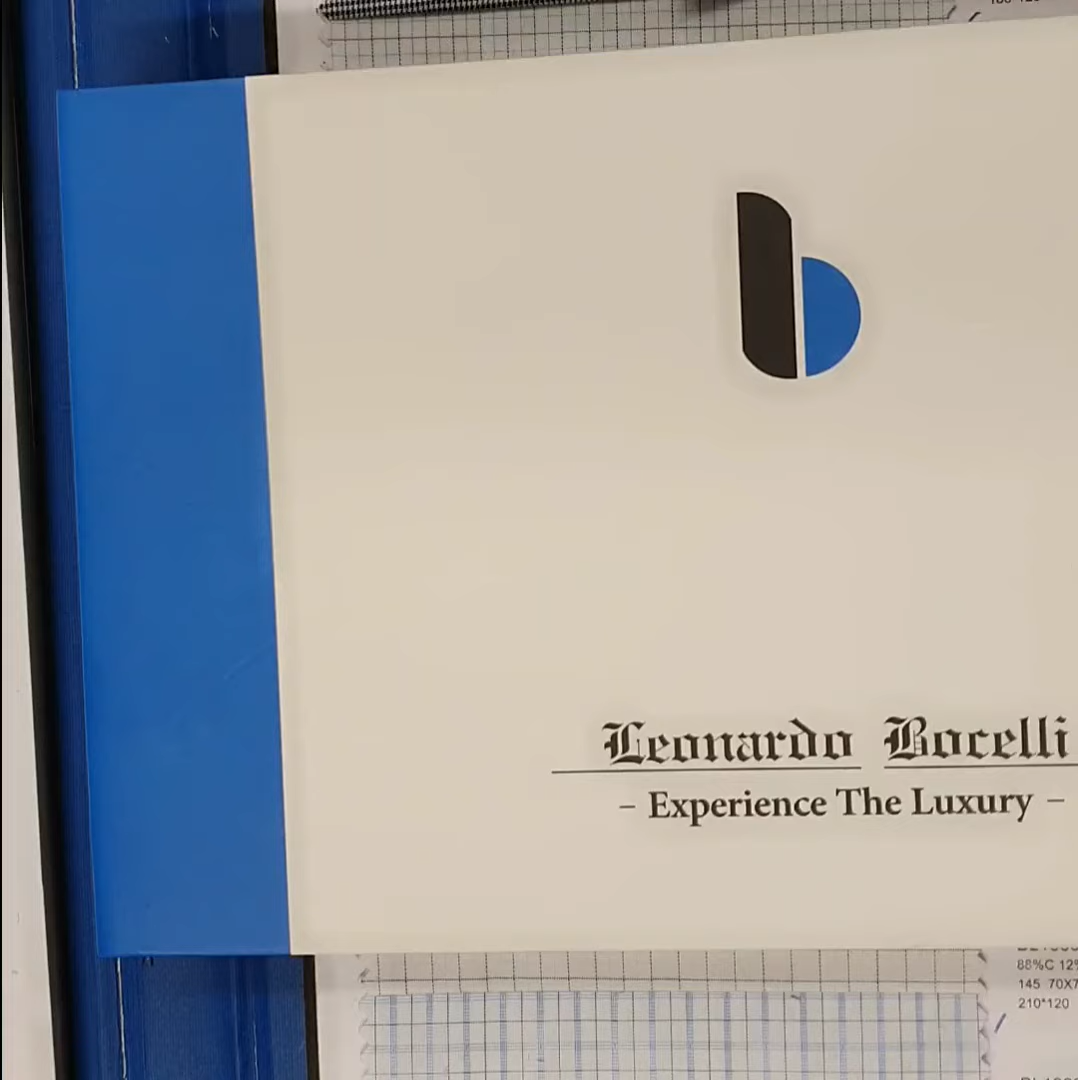 Leonardo Bocelli
– Experience The Luxury –
88%C 12%
145 70X7
210*120